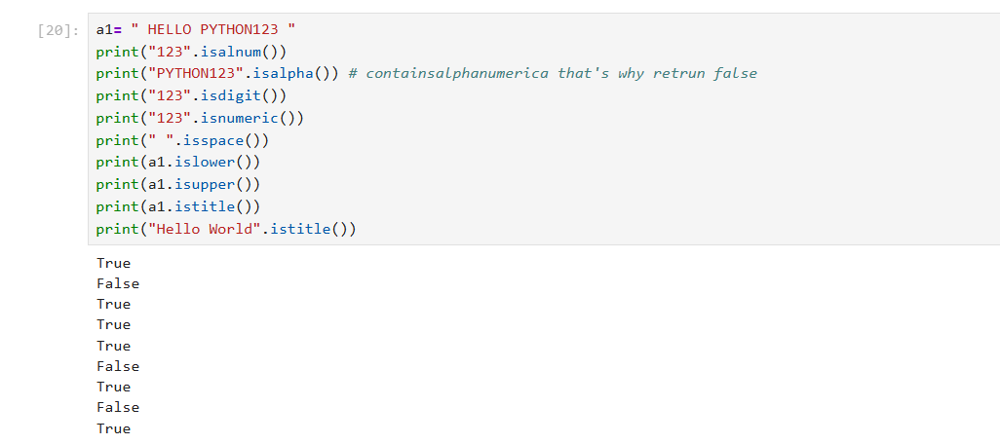 [20]: a1= " HELLO PYTHON123 "
print("123".isalnum())
print("PYTHON123".isalpha()) # containsalphanumerica that's why retrun false
print("123".isdigit())
print("123".isnumeric())
print(" ".isspace())
print(a1.islower())
print(a1.isupper())
print(a1.istitle())
print("Hello World".istitle())
True
False
True
True
True
False
True
False
True